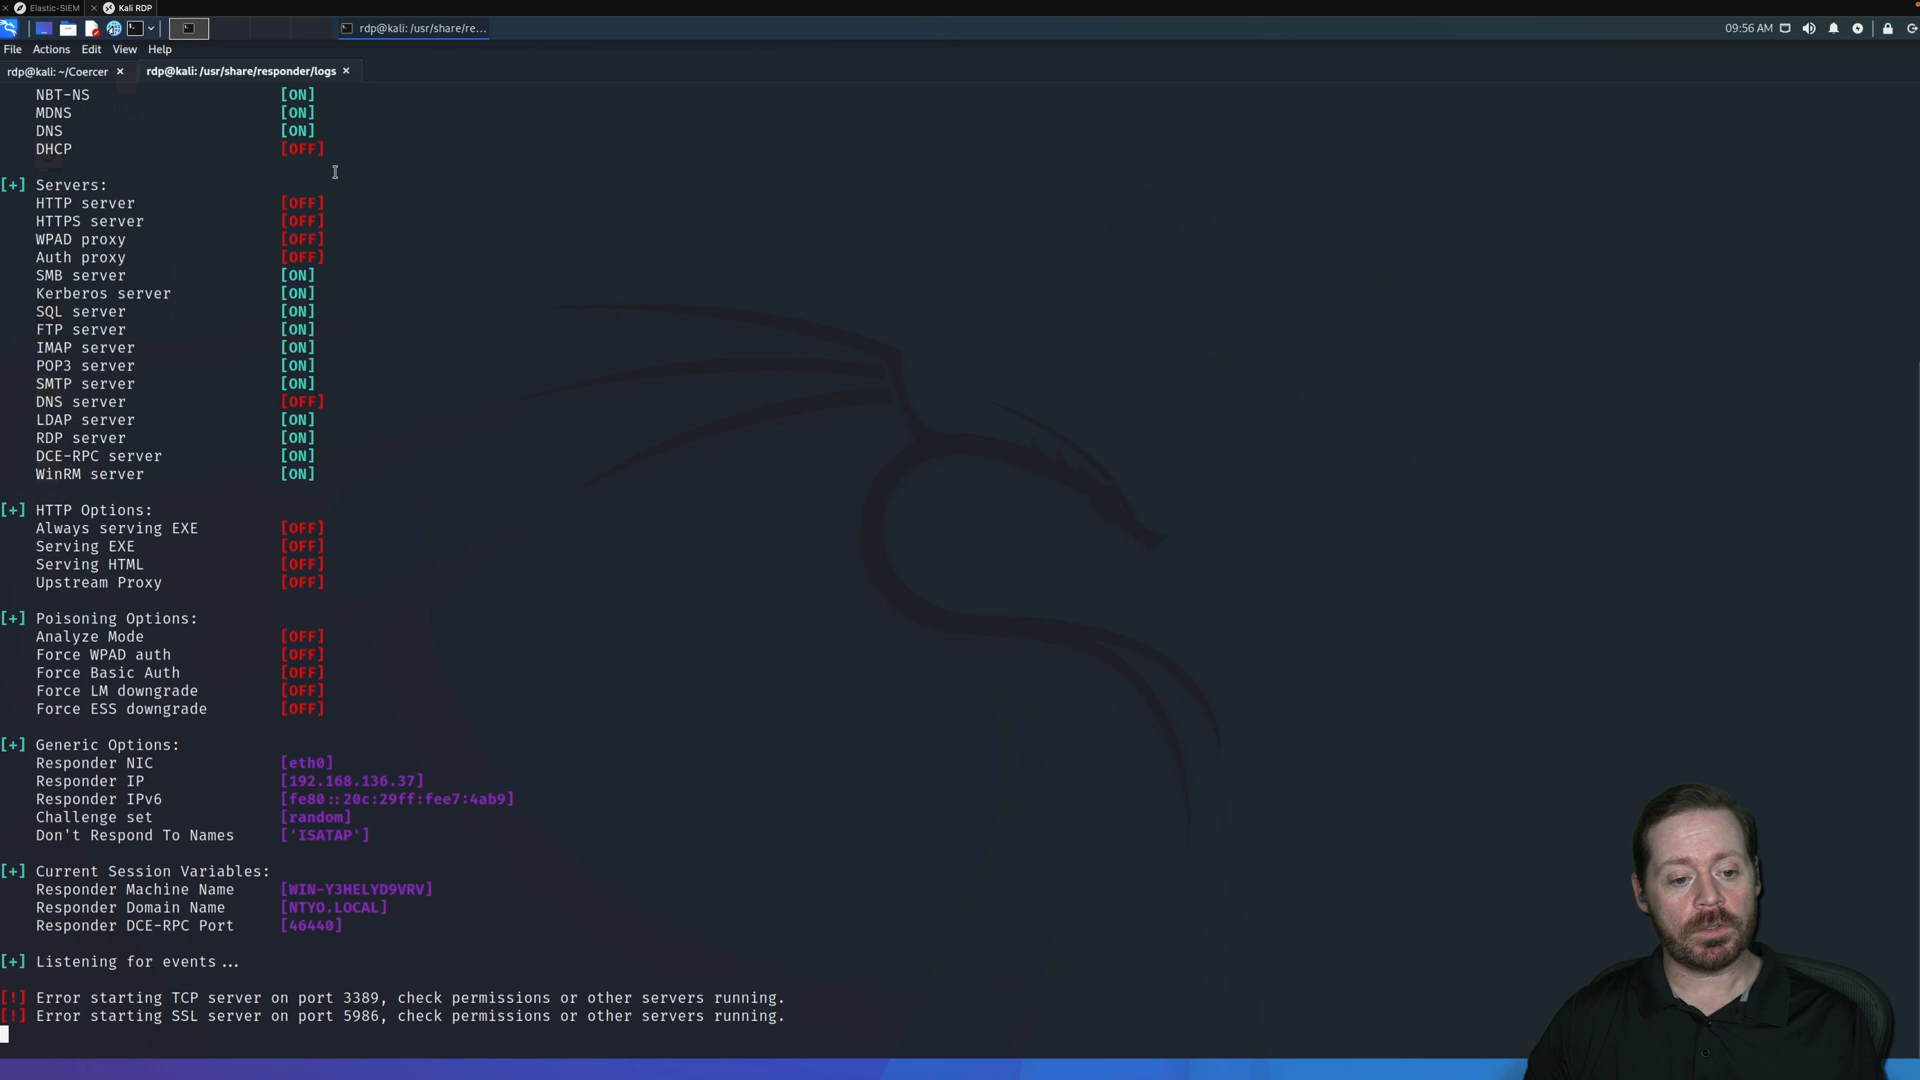 Elastic-SIEM
Kali RDP
rdp@kali: /usr/share/re...
09:56 AM
File Actions Edit View Help
rdp@kali: ~/Coercer
rdp@kali: /usr/share/responder/logs
NBT-NS [ON]
MDNS [ON]
DNS [ON]
DHCP [OFF]
[+] Servers:
HTTP server [OFF]
HTTPS server [OFF]
WPAD proxy [OFF]
Auth proxy [OFF]
SMB server [ON]
Kerberos server [ON]
SQL server [ON]
FTP server [ON]
IMAP server [ON]
POP3 server [ON]
SMTP server [ON]
DNS server [OFF]
LDAP server [ON]
RDP server [ON]
DCE-RPC server [ON]
WinRM server [ON]
[+] HTTP Options:
Always serving EXE [OFF]
Serving EXE [OFF]
Serving HTML [OFF]
Upstream Proxy [OFF]
[+] Poisoning Options:
Analyze Mode [OFF]
Force WPAD auth [OFF]
Force Basic Auth [OFF]
Force LM downgrade [OFF]
Force ESS downgrade [OFF]
[+] Generic Options:
Responder NIC [eth0]
Responder IP [192.168.136.37]
Responder IPv6 [fe80::20c:29ff:fee7:4ab9]
Challenge set [random]
Don't Respond To Names ['ISATAP']
[+] Current Session Variables:
Responder Machine Name [WIN-Y3HELYD9VRV]
Responder Domain Name [NTYO.LOCAL]
Responder DCE-RPC Port [46440]
[+] Listening for events...
[!] Error starting TCP server on port 3389, check permissions or other servers running.
[!] Error starting SSL server on port 5986, check permissions or other servers running.